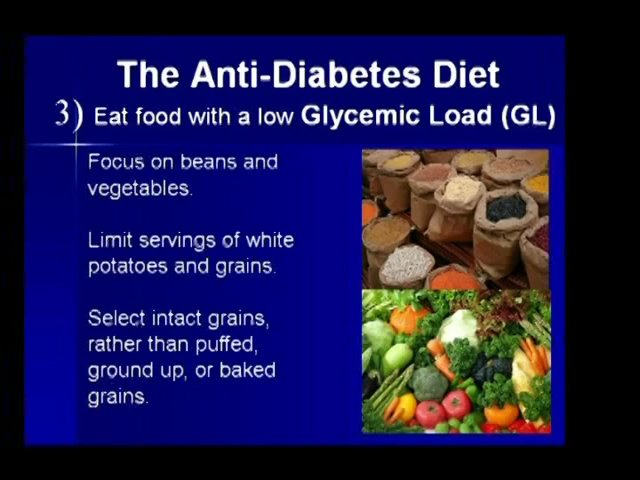 The Anti-Diabetes Diet
3) Eat food with a low Glycemic Load (GL)
Focus on beans and
vegetables.
Limit servings of white
potatoes and grains.
Select intact grains,
rather than puffed,
ground up, or baked
grains.